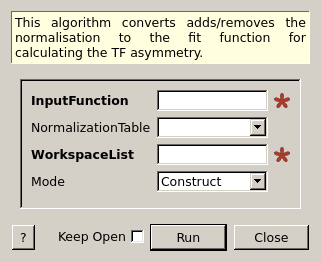 This algorithm converts adds/removes the
normalisation to the fit function for
calculating the TF asymmetry.
InputFunction
NormalizationTable
WorkspaceList
Mode Construct
? Keep Open Run Close